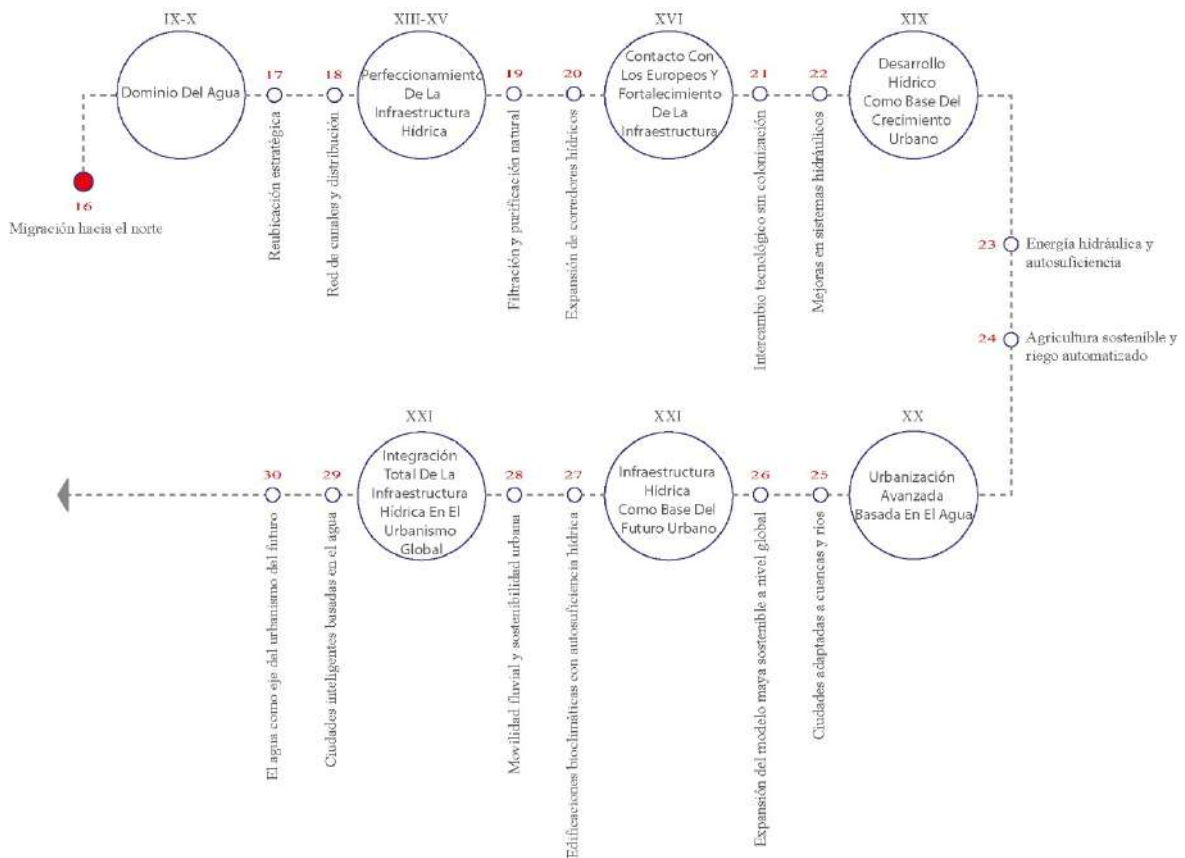 IX-X
Dominio Del Agua
16
Migración hacia el norte
17
Reubicación estratégica
18
Red de canales y distribución
XIII-XV
Perfeccionamiento
De La
Infraestructura
Hídrica
19
Filtración y purificación natural
20
Expansión de corredores hídricos
XVI
Contacto Con
Los Europeos Y
Fortalecimiento
De La
Infraestructura
21
Intercambio tecnológico sin colonización
22
Mejoras en sistemas hidráulicos
XIX
Desarrollo
Hídrico
Como Base Del
Crecimiento
Urbano
23
Energía hidráulica y
autosuficiencia
24
Agricultura sostenible y
riego automatizado
XX
Urbanización
Avanzada
Basada En El Agua
25
Ciudades adaptadas a cuencas y ríos
26
Expansión del modelo maya sostenible a nivel global
XXI
Infraestructura
Hídrica
Como Base Del
Futuro Urbano
27
Edificaciones bioclimáticas con autosuficiencia hídrica
28
Movilidad fluvial y sostenibilidad urbana
XXI
Integración
Total De La
Infraestructura
Hídrica En El
Urbanismo
Global
29
Ciudades inteligentes basadas en el agua
30
El agua como eje del urbanismo del futuro